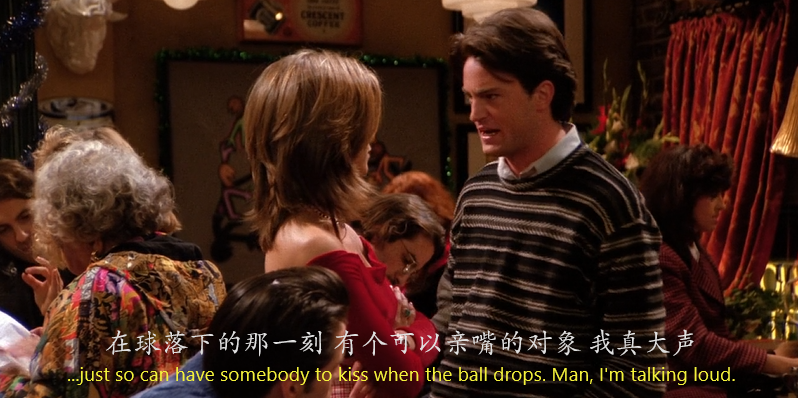 CRESCENT
COFFEE
在球落下的那一刻 有个可以亲嘴的对象 我真大声
...just so can have somebody to kiss when the ball drops. Man, I'm talking loud.